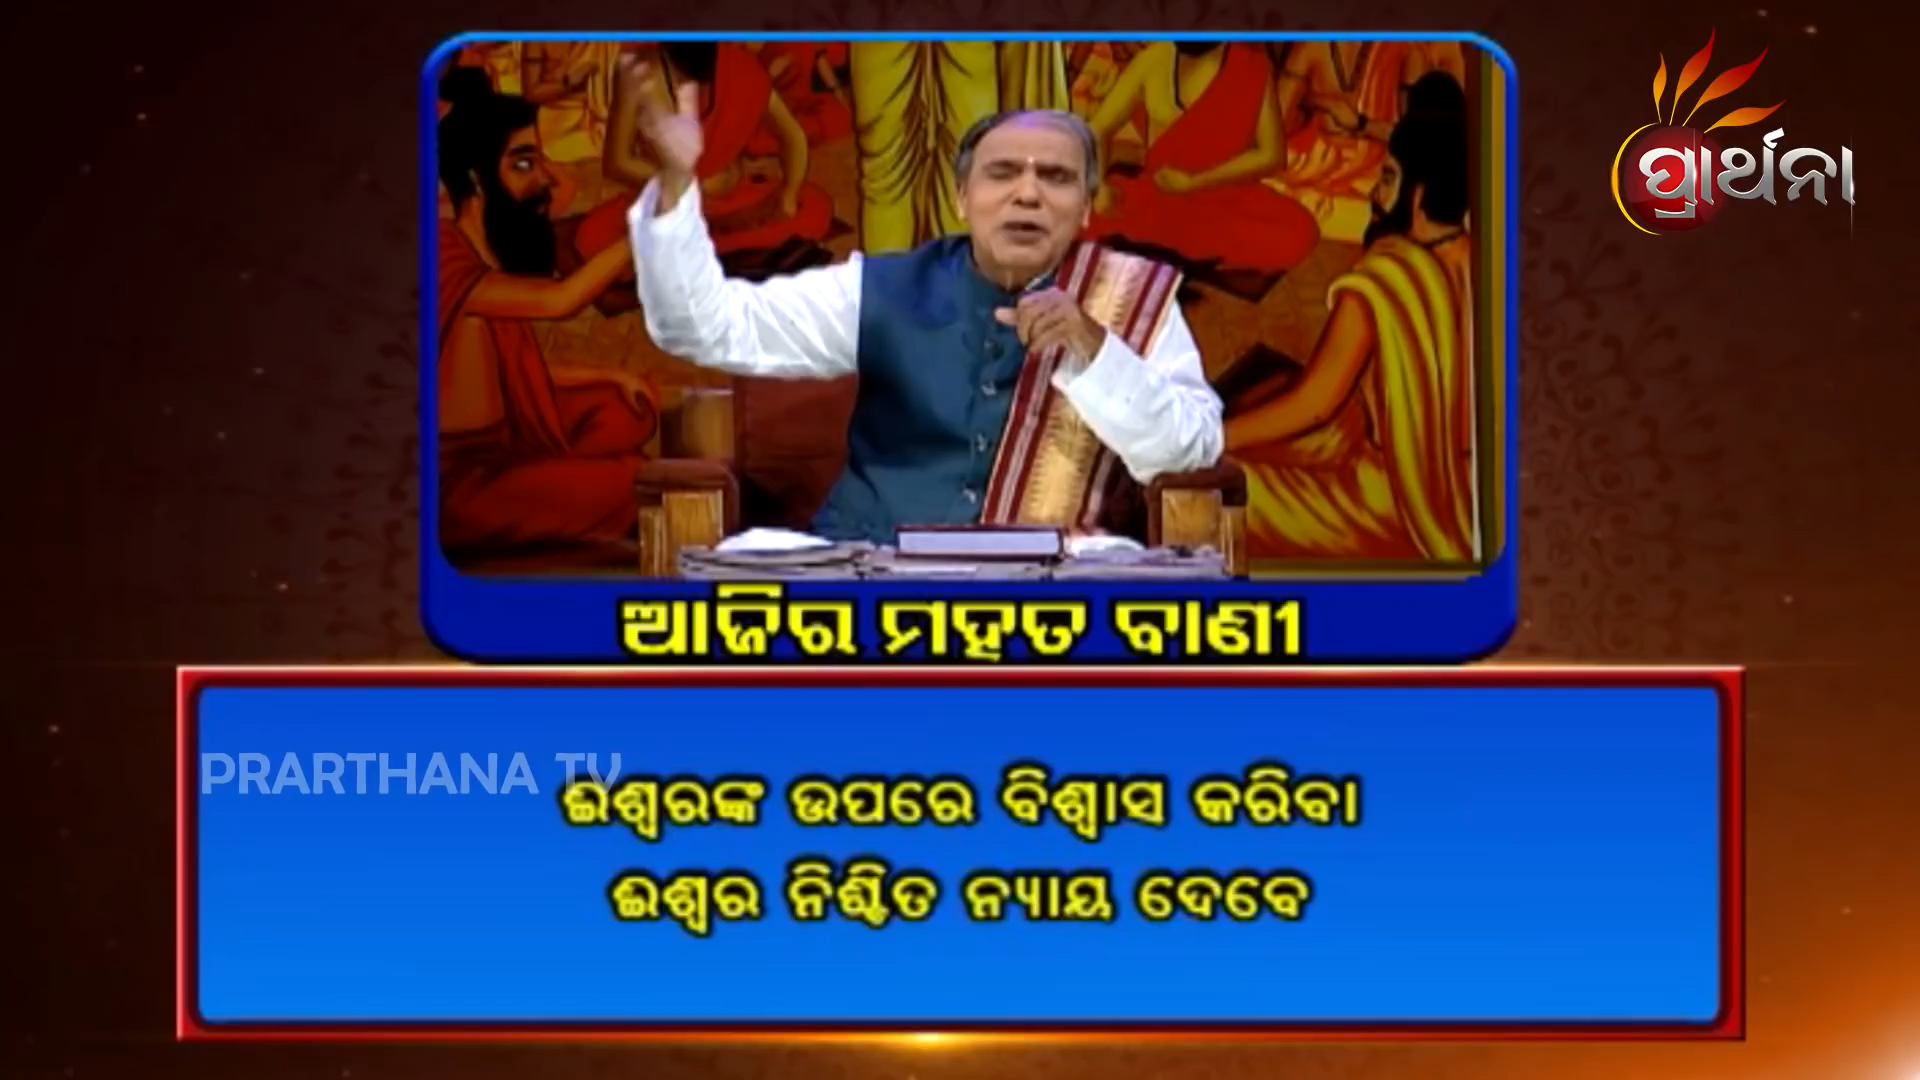 ପ୍ରାର୍ଥନା
ଆଜିର ମହତ ବାଣୀ
PRARTHANA TV
ଈଶ୍ୱରଙ୍କ ଉପରେ ବିଶ୍ୱାସ କରିବା
ଈଶ୍ୱର ନିଶ୍ଚିତ ନ୍ୟାୟ ଦେବେ